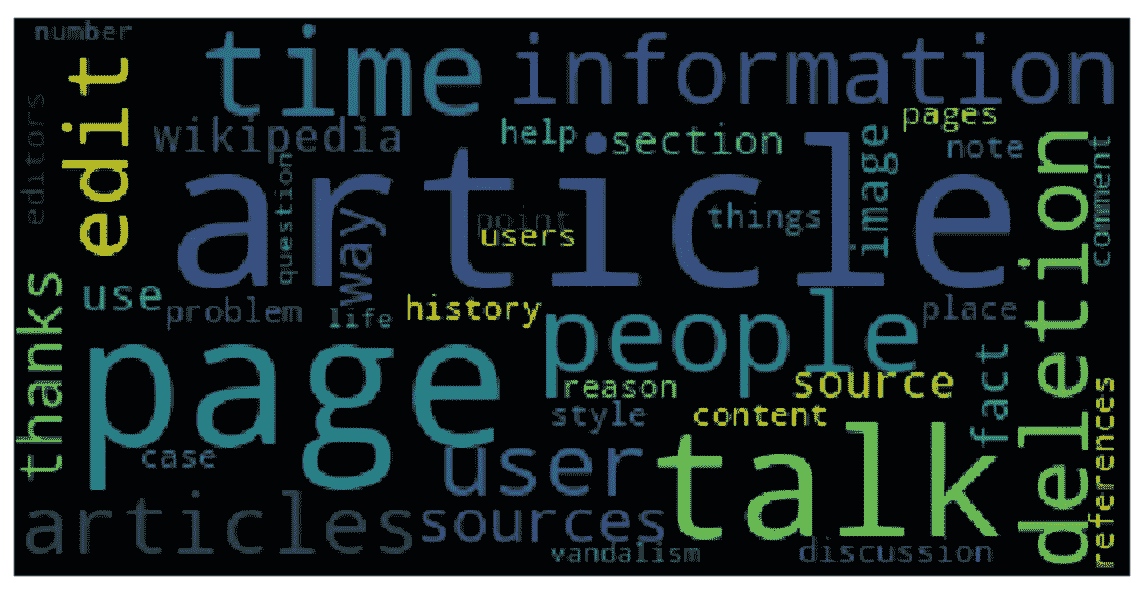 number
time
information
edit
editors
wikipedia
help
section
pages
note
image
comment
article
question
way
point
users
things
deletion
thanks
use
problem
life
history
people
place
page
reason
source
fact
references
style
content
case
user
talk
articles
sources
vandalism
discussion